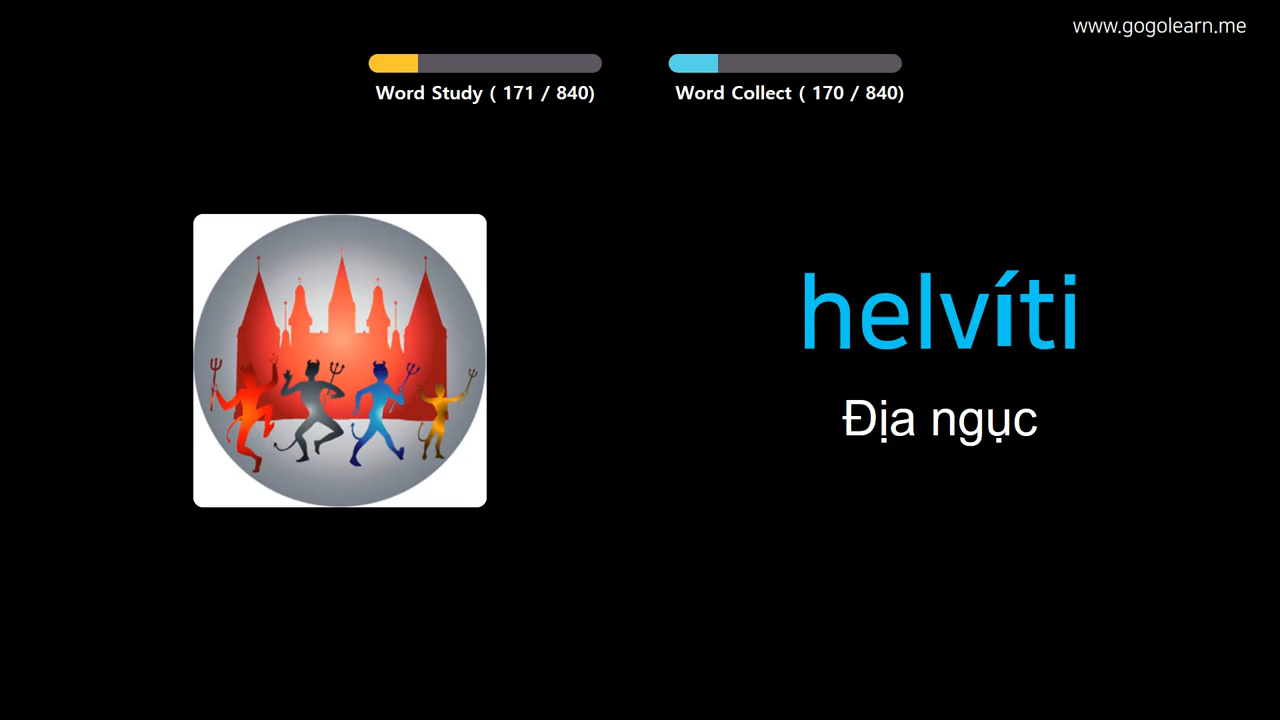 www.gogolearn.me
Word Study ( 171 / 840)
Word Collect ( 170 / 840)
helvíti
Địa ngục